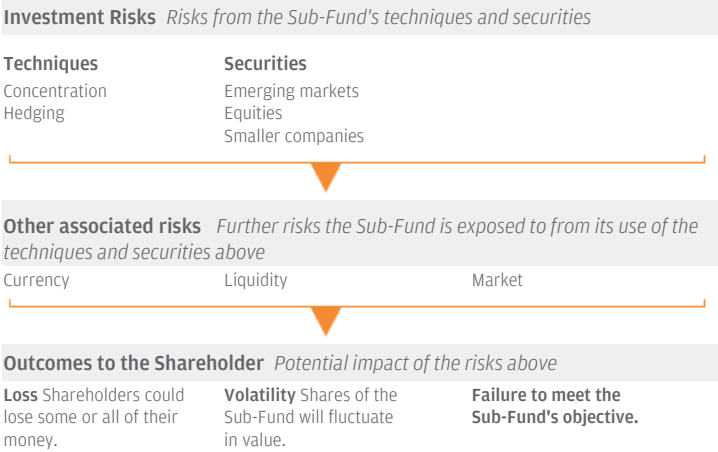 Investment Risks Risks from the Sub-Fund's techniques and securities
Techniques
Concentration
Hedging
Securities
Emerging markets
Equities
Smaller companies
Other associated risks Further risks the Sub-Fund is exposed to from its use of the
techniques and securities above
Currency
Liquidity
Market
Outcomes to the Shareholder Potential impact of the risks above
Loss Shareholders could
lose some or all of their
money.
Volatility Shares of the
Sub-Fund will fluctuate
in value.
Failure to meet the
Sub-Fund's objective.